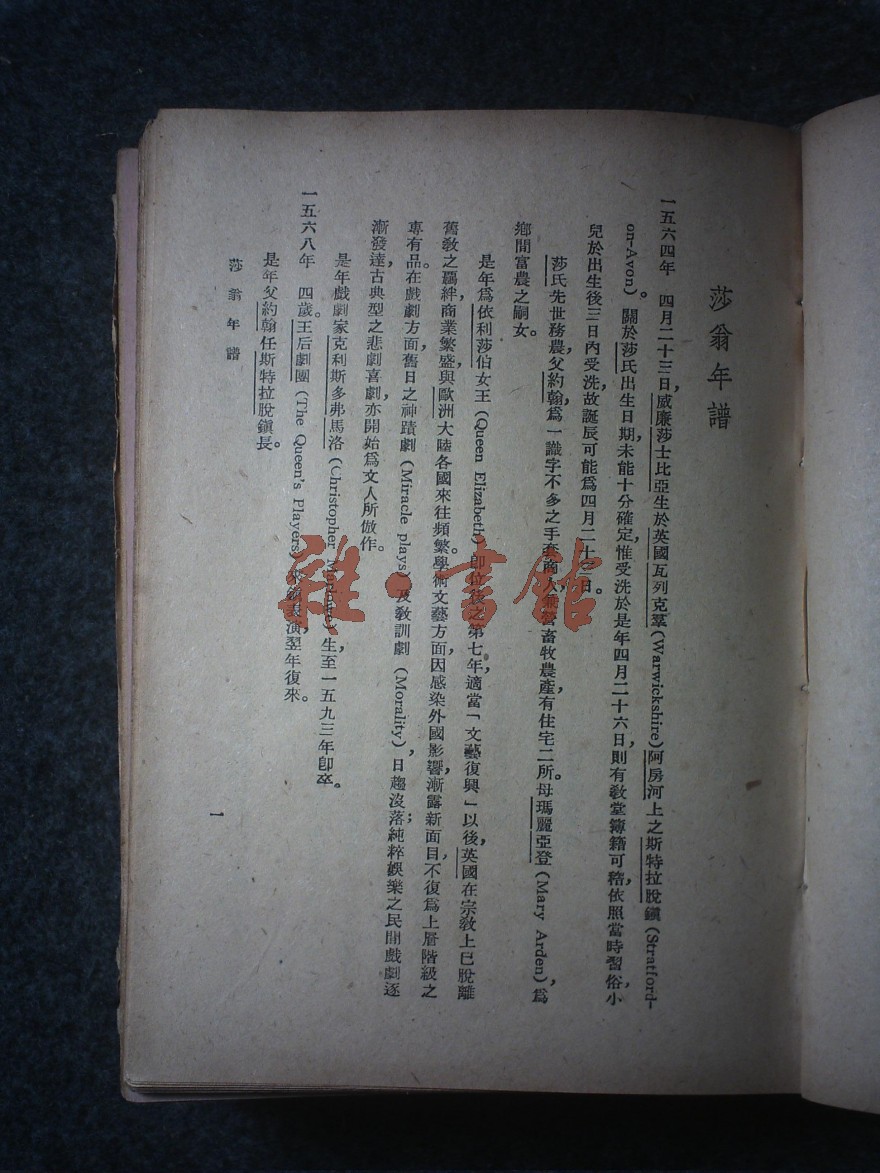 莎翁年譜
一五六四年　四月二十三日，威廉莎士比亞生於英國瓦列克羣(Warwickshire)阿房河上之斯特拉脫鎭(Stratford-
on-Avon)。關於莎氏出生日期，未能十分確定，惟受洗於是年四月二十六日，則有教堂簿籍可稽，依照當時習俗，小
兒於出生後三日內受洗，故誕辰可能爲四月二十三日。
莎氏先世務農，父約翰，爲一識字不多之手套商人，兼營畜牧農產，有住宅二所。母瑪麗亞登(Mary Arden)，爲
鄕間富農之嗣女。
是年爲依利莎伯女王(Queen Elizabeth)即位後之第七年，適當「文藝復興」以後，英國在宗教上已脫離
舊教之羈絆，商業繁盛，與歐洲大陸各國來往頻繁。學術文藝方面，因感染外國影響，漸露新面目，不復爲上層階級之
專有品。在戲劇方面，舊日之神蹟劇(Miracle plays)及教訓劇(Morality)，日趨沒落；純粹娛樂之民間戲劇逐
漸發達，古典型之悲劇喜劇，亦開始爲文人所倣作。
是年戲劇家克利斯多弗馬洛(Christopher Marlowe)生，至一五九三年卽卒。
一五六八年　四歲。王后劇團(The Queen's Players)來鎭表演，翌年復來。
是年父約翰任斯特拉脫鎭長。
莎翁年譜
一
雜·書館